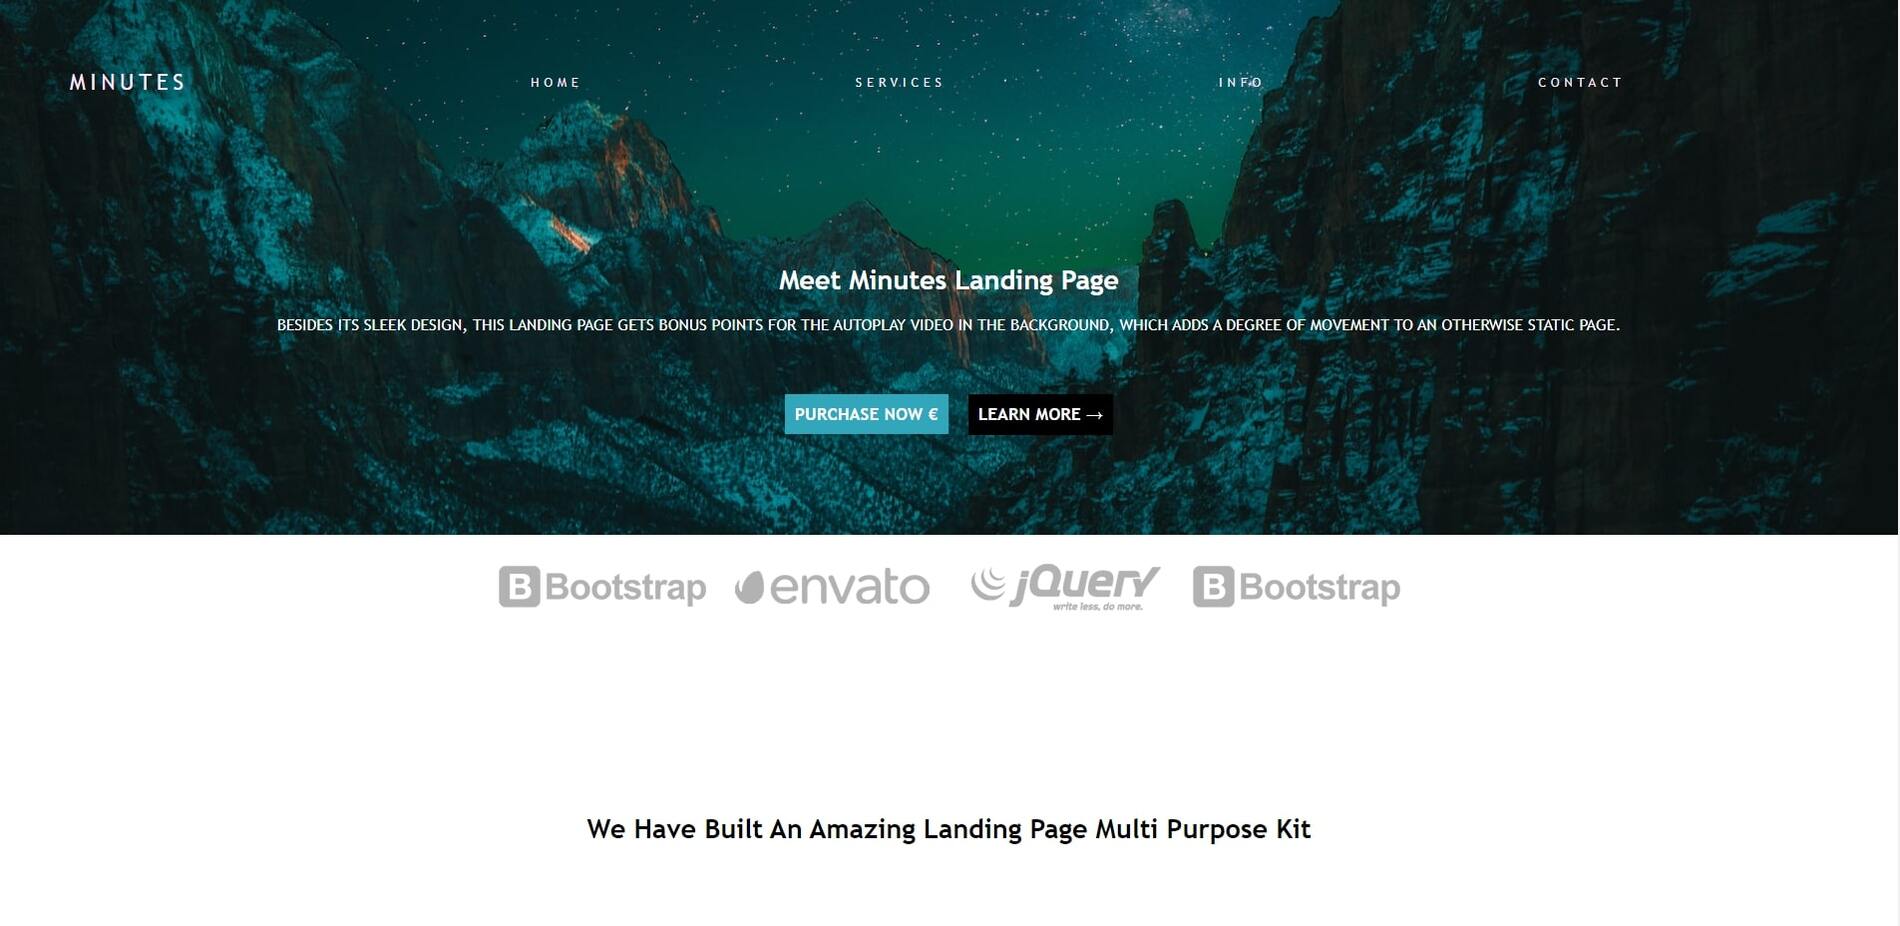 MINUTES
HOME
SERVICES
INFO
CONTACT
Meet Minutes Landing Page
BESIDES ITS SLEEK DESIGN, THIS LANDING PAGE GETS BONUS POINTS FOR THE AUTOPLAY VIDEO IN THE BACKGROUND, WHICH ADDS A DEGREE OF MOVEMENT TO AN OTHERWISE STATIC PAGE.
PURCHASE NOW €
LEARN MORE →
B Bootstrap
envato
jQuery
write less, do more.
B Bootstrap
We Have Built An Amazing Landing Page Multi Purpose Kit